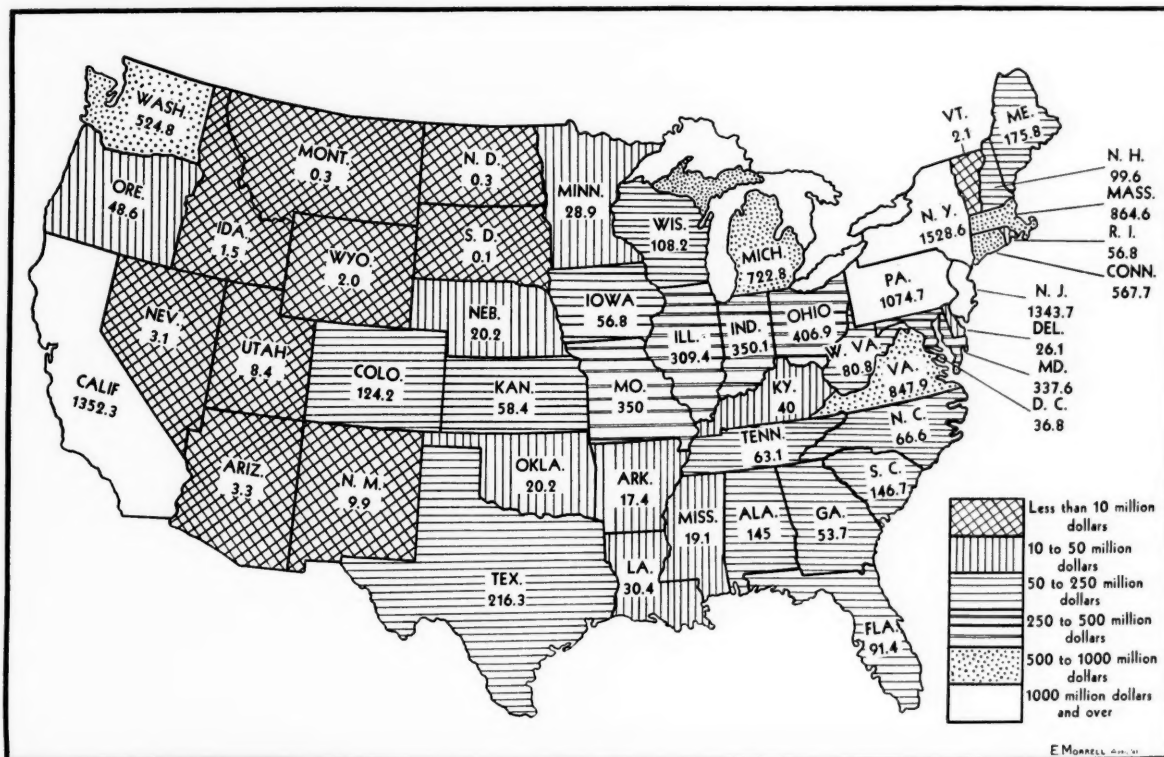 WASH.
524.8
ORE.
48.6
CALIF
1352.3
NEV.
3.1
IDA.
1.5
MONT.
0.3
WYO.
2.0
UTAH
8.4
ARIZ.
3.3
N. M.
9.9
COLO.
124.2
N. D.
0.3
S. D.
0.1
NEB.
20.2
KAN.
58.4
OKLA.
20.2
TEX.
216.3
MINN.
28.9
IOWA
56.8
MO.
350
ARK.
17.4
LA.
30.4
WIS.
108.2
ILL.
309.4
MICH.
722.8
IND.
350.1
OHIO
406.9
KY.
40
TENN.
63.1
MISS.
19.1
ALA.
145
GA.
53.7
FLA.
91.4
S. C.
146.7
N. C.
66.6
VA.
847.9
W. VA.
80.8
PA.
1074.7
N. Y.
1528.6
VT.
2.1
ME.
175.8
N. H.
99.6
MASS.
864.6
R. I.
56.8
CONN.
567.7
N. J.
1343.7
DEL.
26.1
MD.
337.6
D. C.
36.8
Less than 10 million
dollars
10 to 50 million
dollars
50 to 250 million
dollars
250 to 500 million
dollars
500 to 1000 million
dollars
1000 million dollars
and over
E. MORRELL